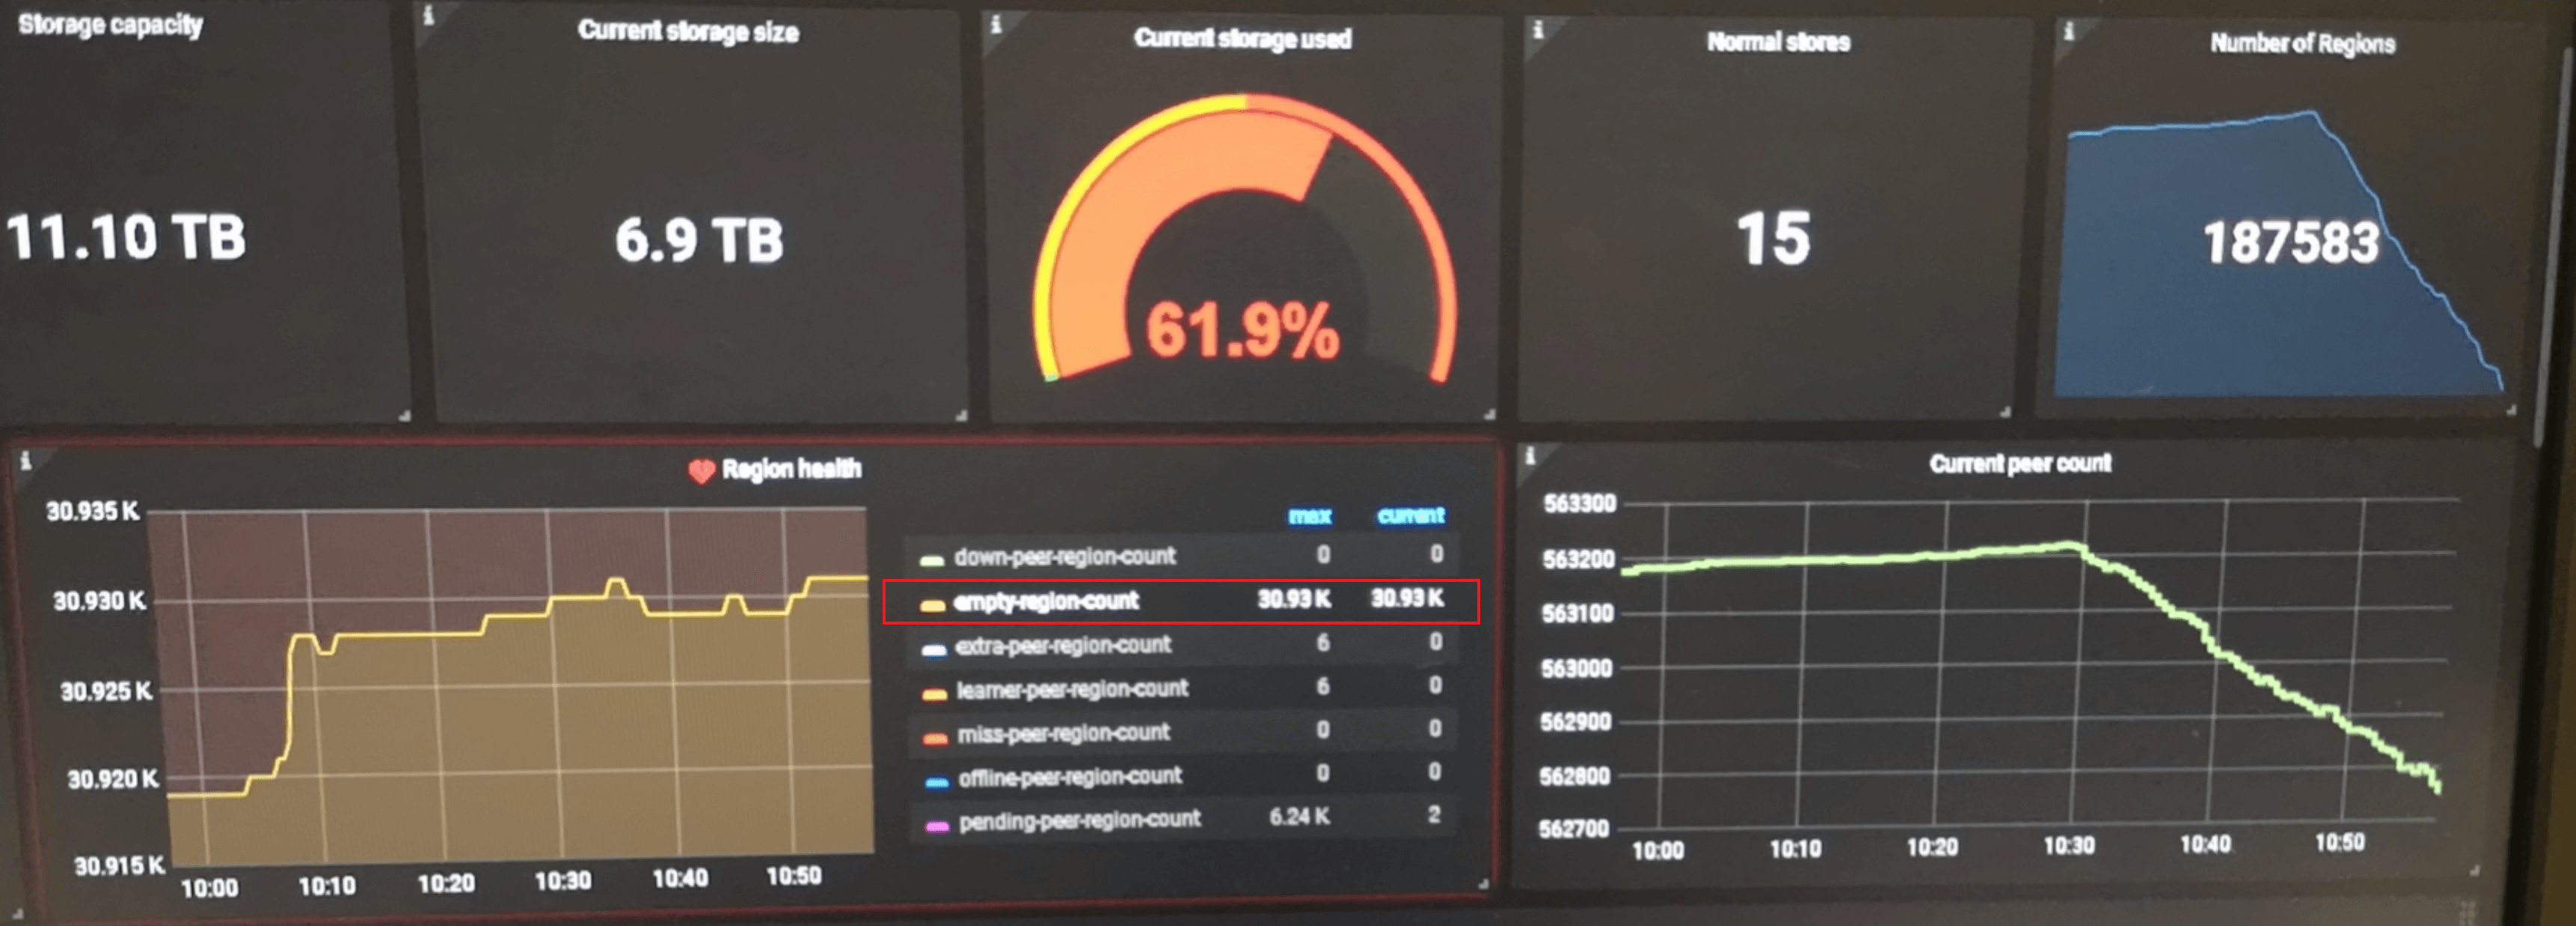 Storage capacity
11.10 TB
Current storage size
6.9 TB
Current storage used
61.9%
Normal stores
15
Number of Regions
187583
Region health
30.935 K
30.930 K
30.925 K
30.920 K
30.915 K
10:00 10:10 10:20 10:30 10:40 10:50
max current
down-peer-region-count 0 0
empty-region-count 30.93 K 30.93 K
extra-peer-region-count 6 0
learner-peer-region-count 6 0
miss-peer-region-count 0 0
offline-peer-region-count 0 0
pending-peer-region-count 6.24 K 2
Current peer count
563300
563200
563100
563000
562900
562800
562700
10:00 10:10 10:20 10:30 10:40 10:50